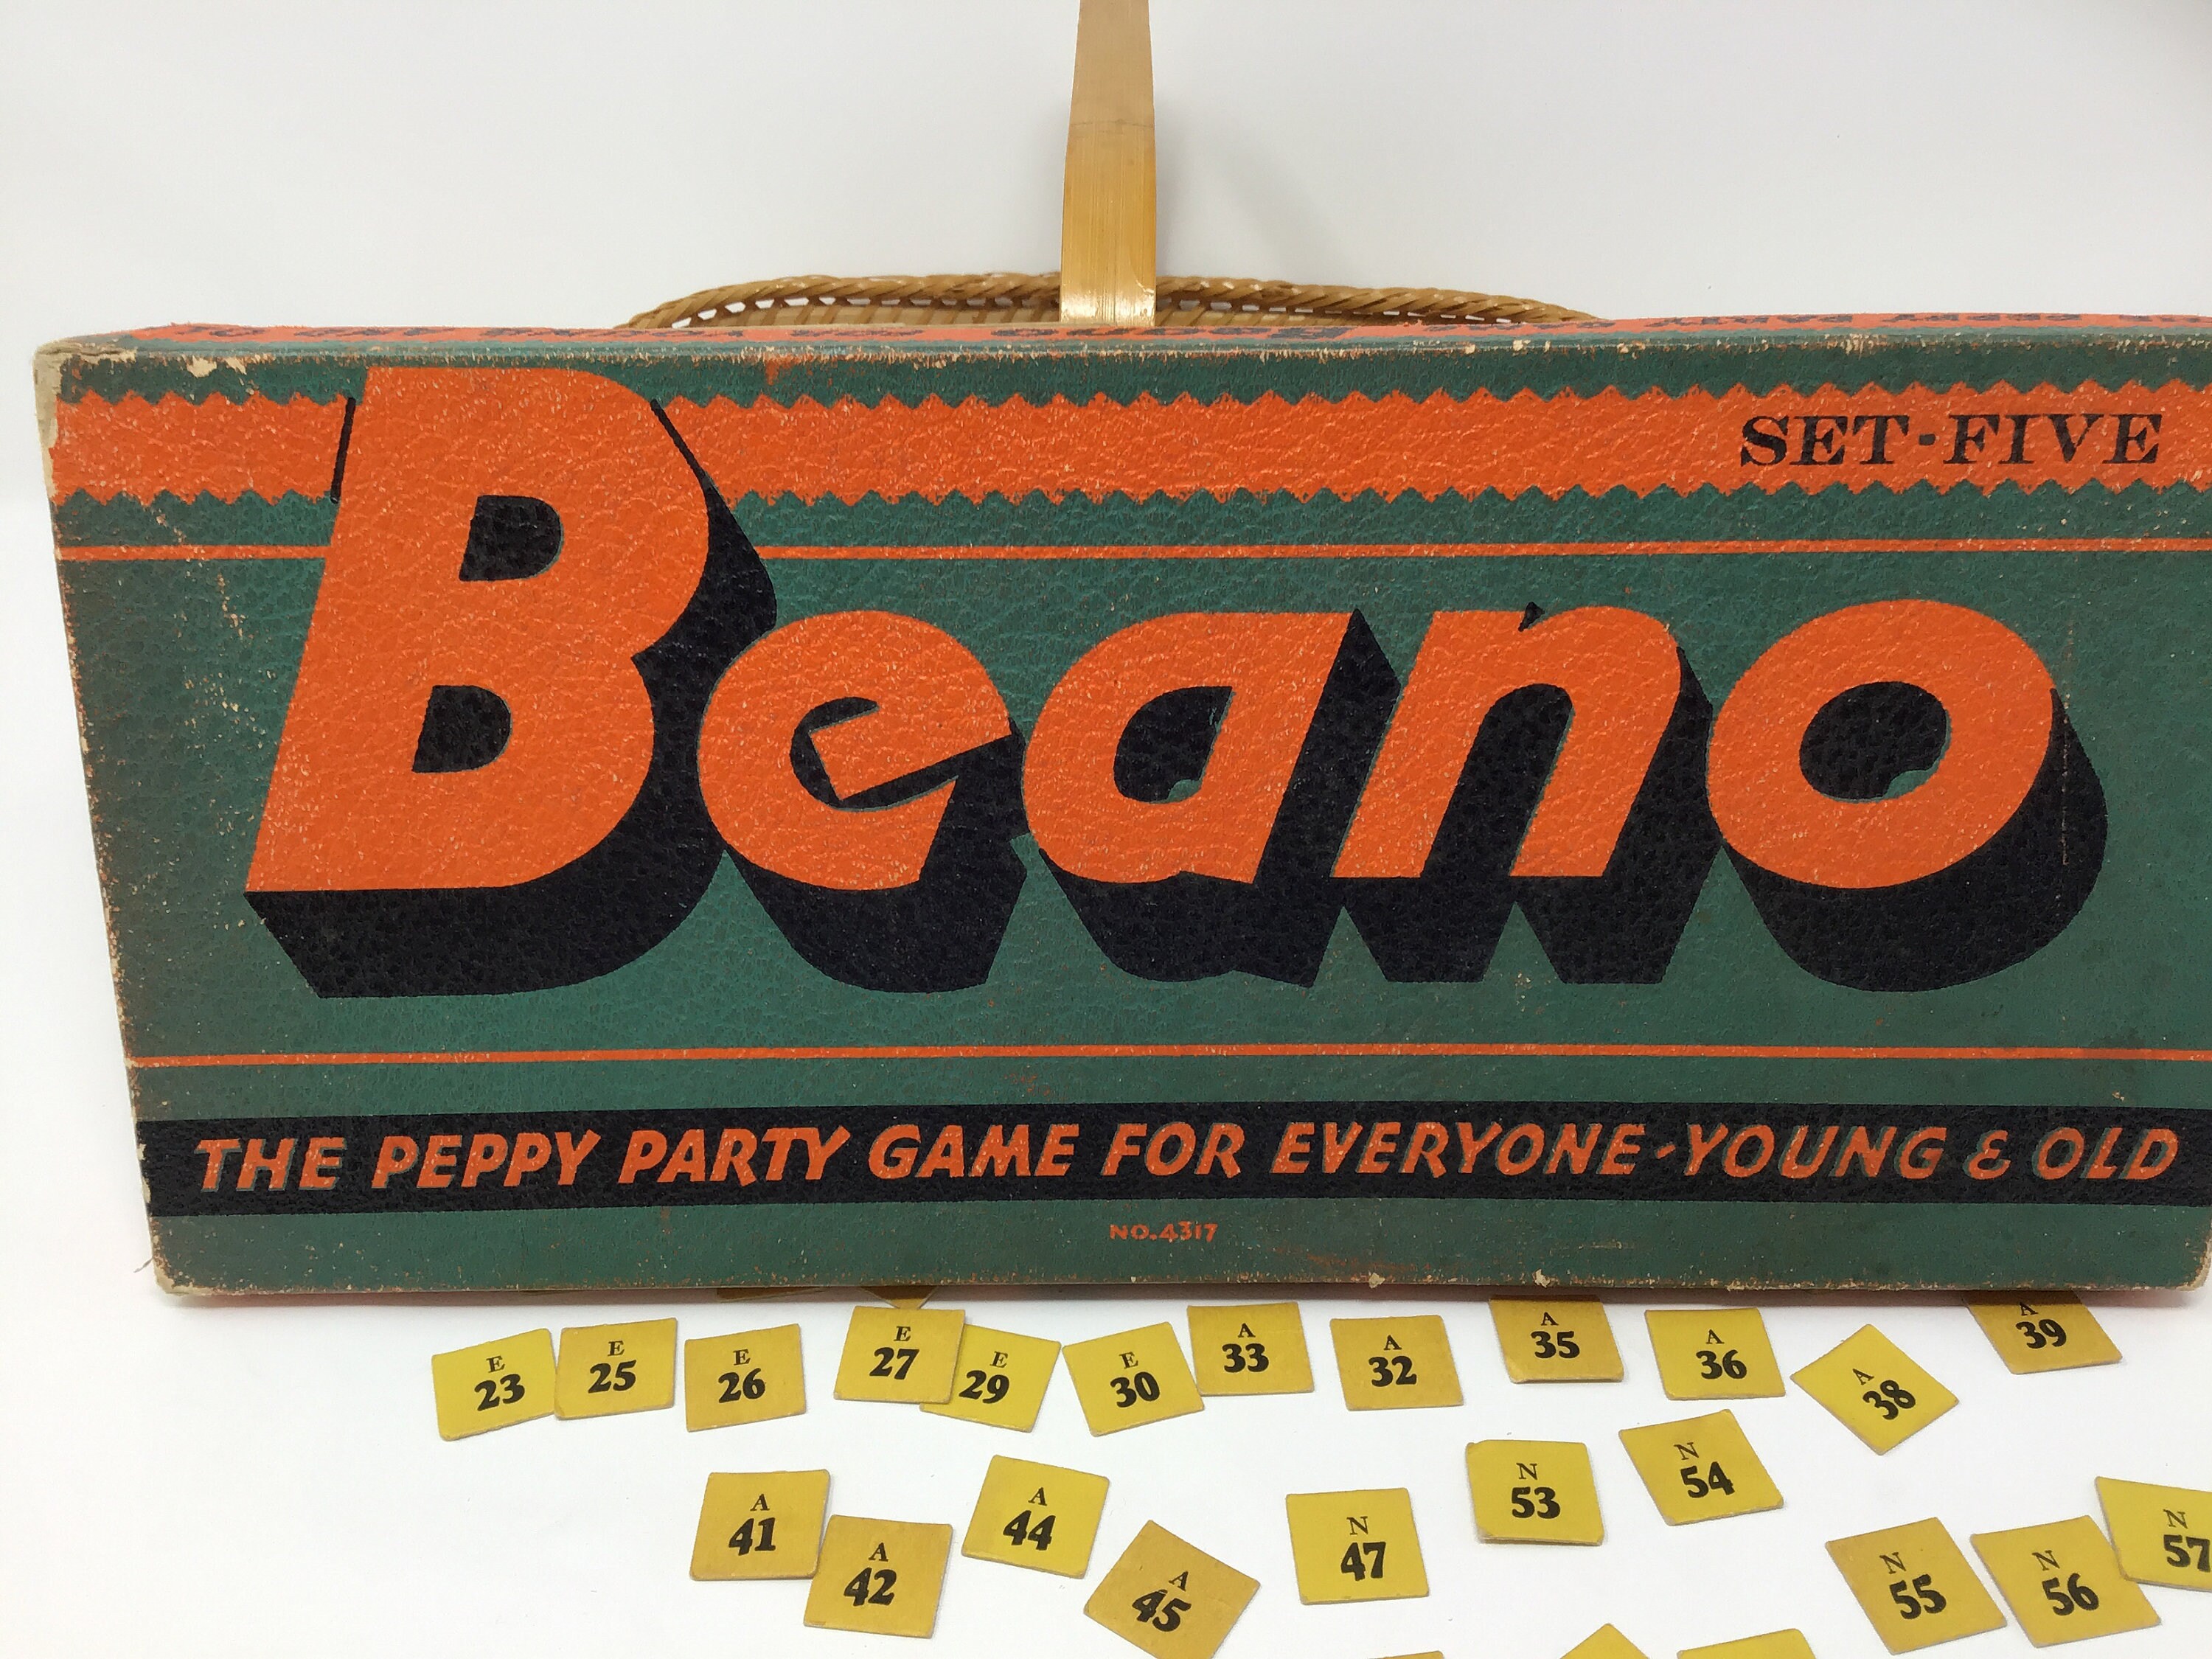 SET-FIVE
Beano
THE PEPPY PARTY GAME FOR EVERYONE-YOUNG & OLD
NO.4317
E 23
E 25
E 26
E 27
E 29
E 30
A 33
A 32
A 35
A 36
A 38
A 39
A 41
A 42
A 44
A 45
N 47
N 53
N 54
N 55
N 56
N 57